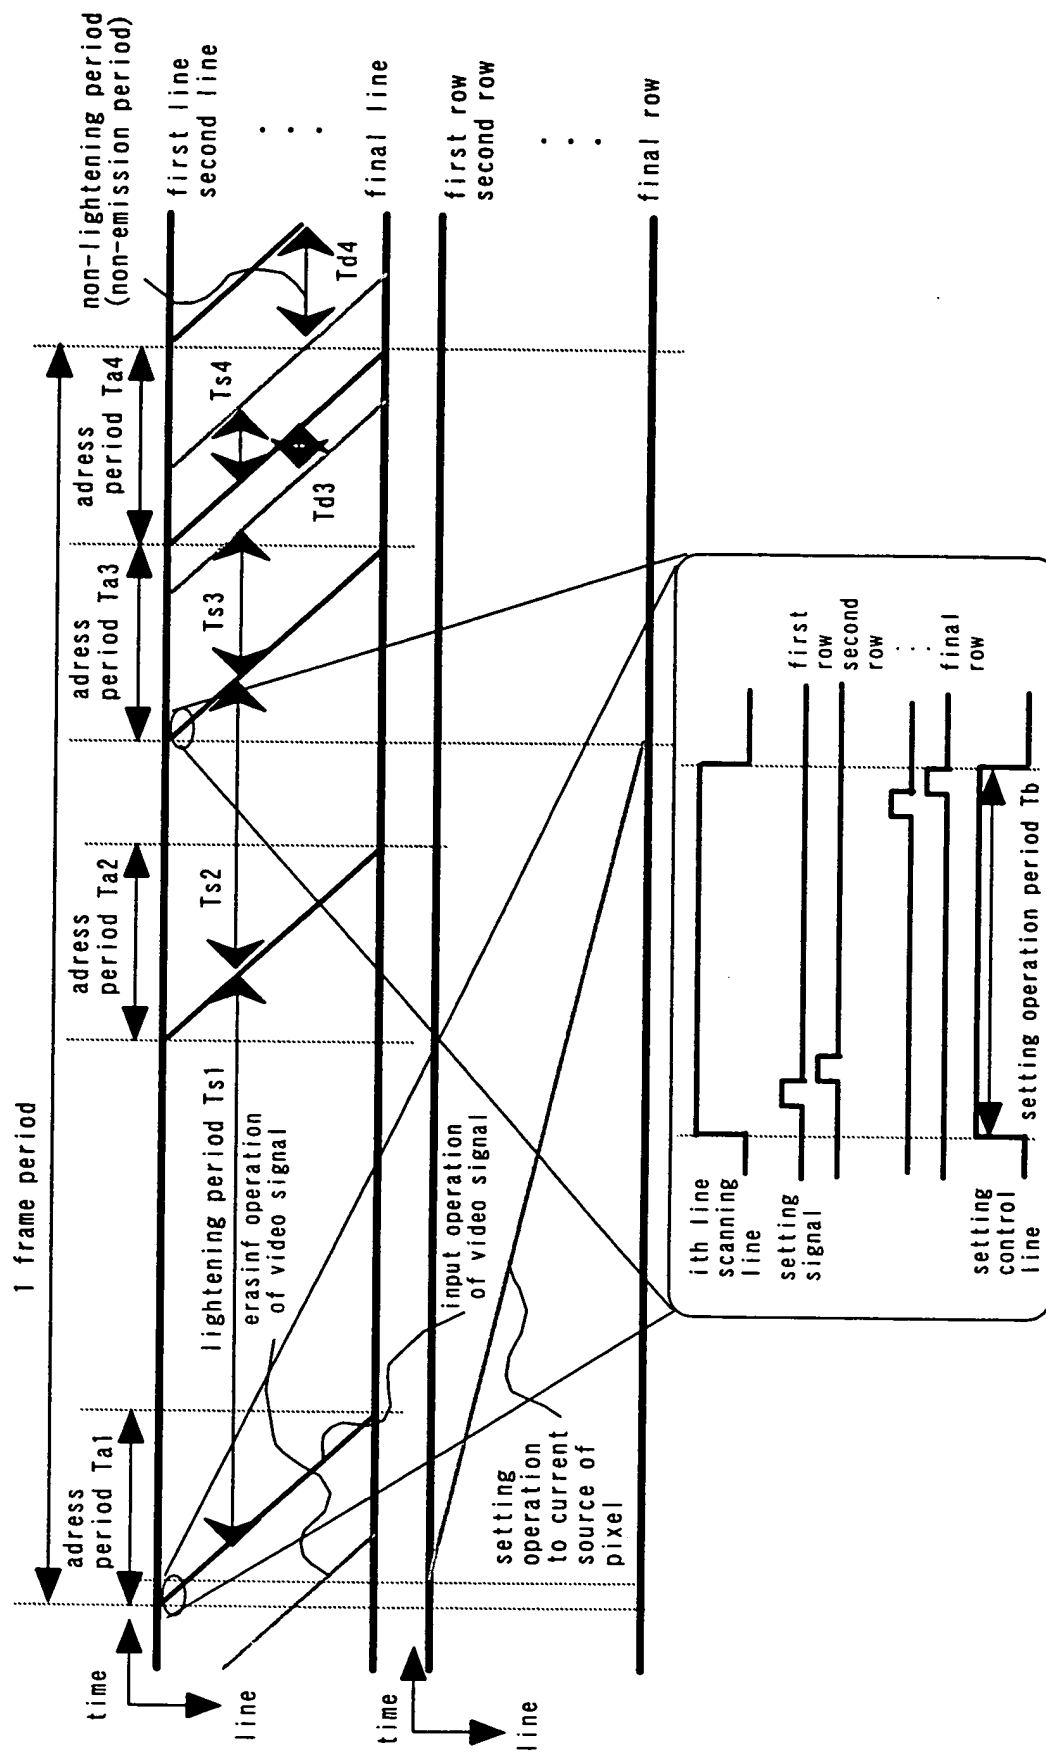 1 frame period
adress
period Ta1
adress
period Ta2
adress
period Ta3
adress
period Ta4
non-lightening period
(non-emission period)
time
line
lightening period Ts1
erasinf operation
of video signal
Ts2
Ts3
Ts4
Td3
Td4
first line
second line
. . .
final line
input operation
of video signal
time
line
setting
operation
to current
source of
pixel
first row
second row
. . .
final row
ith line
scanning
line
setting
signal
first
row
second
row
. . .
final
row
setting
control
line
setting operation period Tb